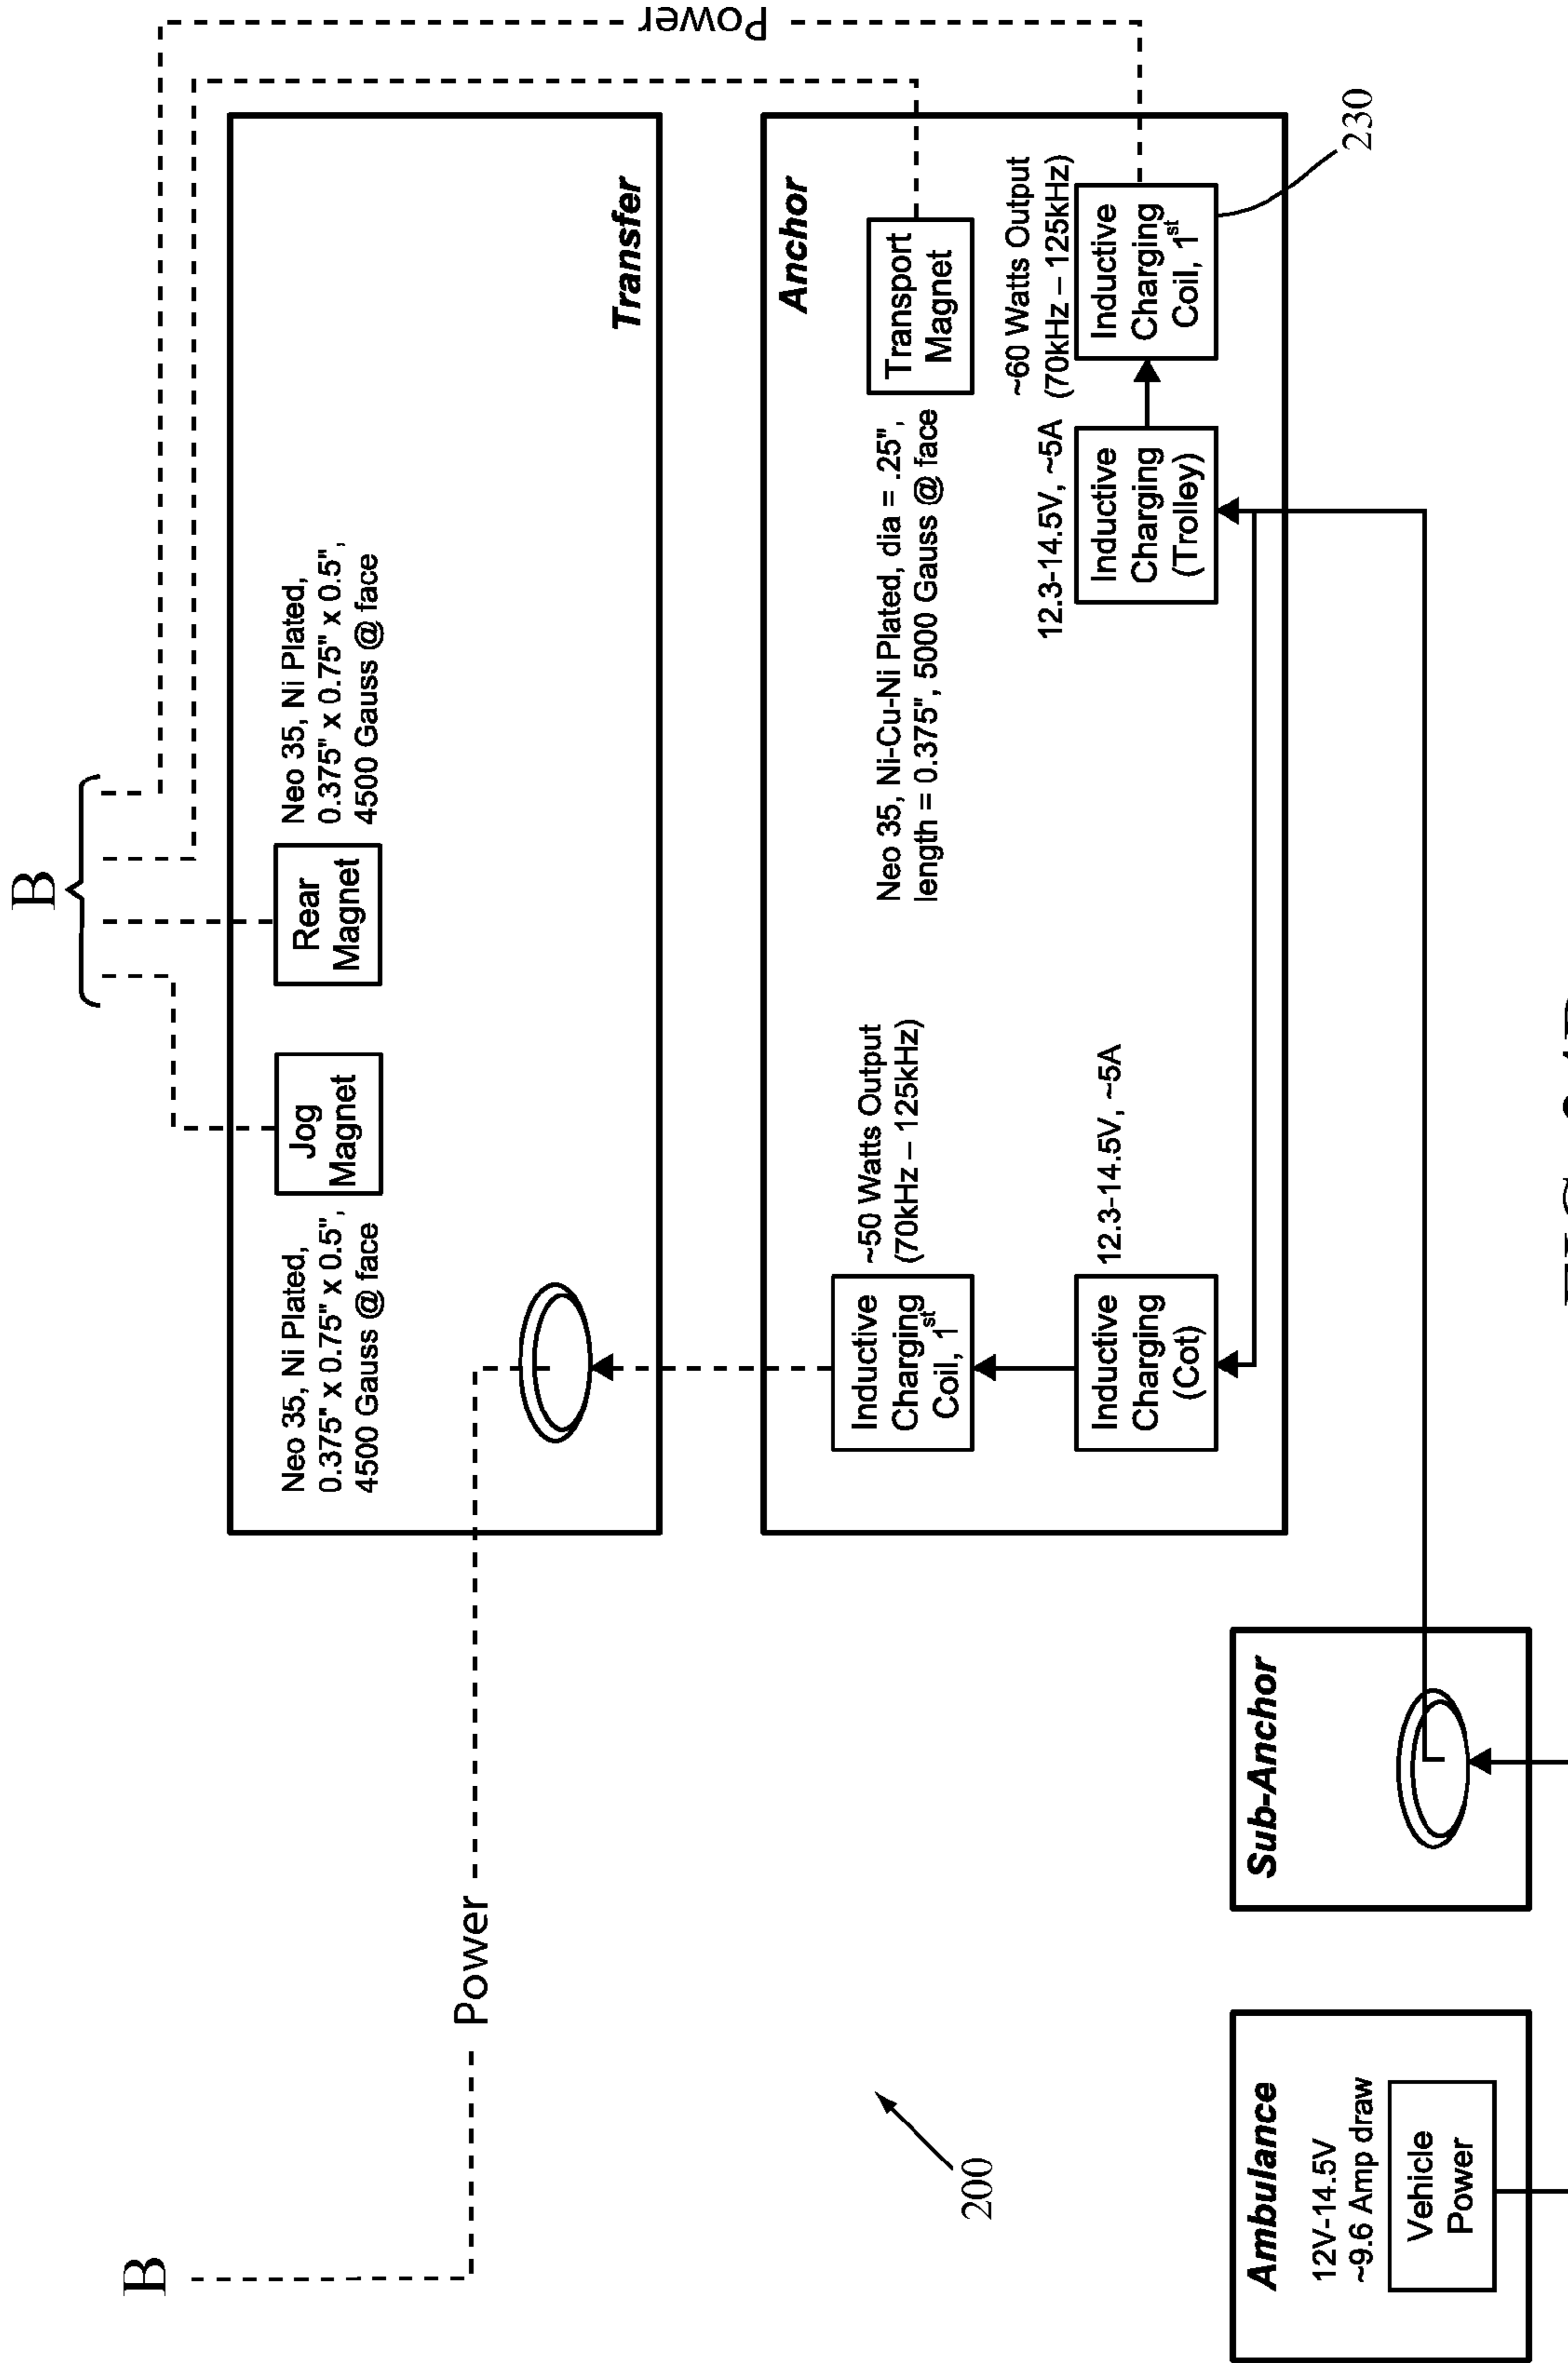 B
B
Power
Power
Neo 35, Ni Plated,
0.375" x 0.75" x 0.5",
4500 Gauss @ face
Jog
Magnet
Rear
Magnet
Neo 35, Ni Plated,
0.375" x 0.75" x 0.5",
4500 Gauss @ face
Transfer
Anchor
Inductive
Charging
Coil, 1st
~50 Watts Output
(70kHz – 125kHz)
Neo 35, Ni-Cu-Ni Plated, dia = .25",
length = 0.375", 5000 Gauss @ face
Transport
Magnet
~60 Watts Output
(70kHz – 125kHz)
Inductive
Charging
(Cot)
12.3-14.5V, ~5A
12.3-14.5V, ~5A
Inductive
Charging
(Trolley)
Inductive
Charging
Coil, 1st
230
200
Ambulance
12V-14.5V
~9.6 Amp draw
Vehicle
Power
Sub-Anchor